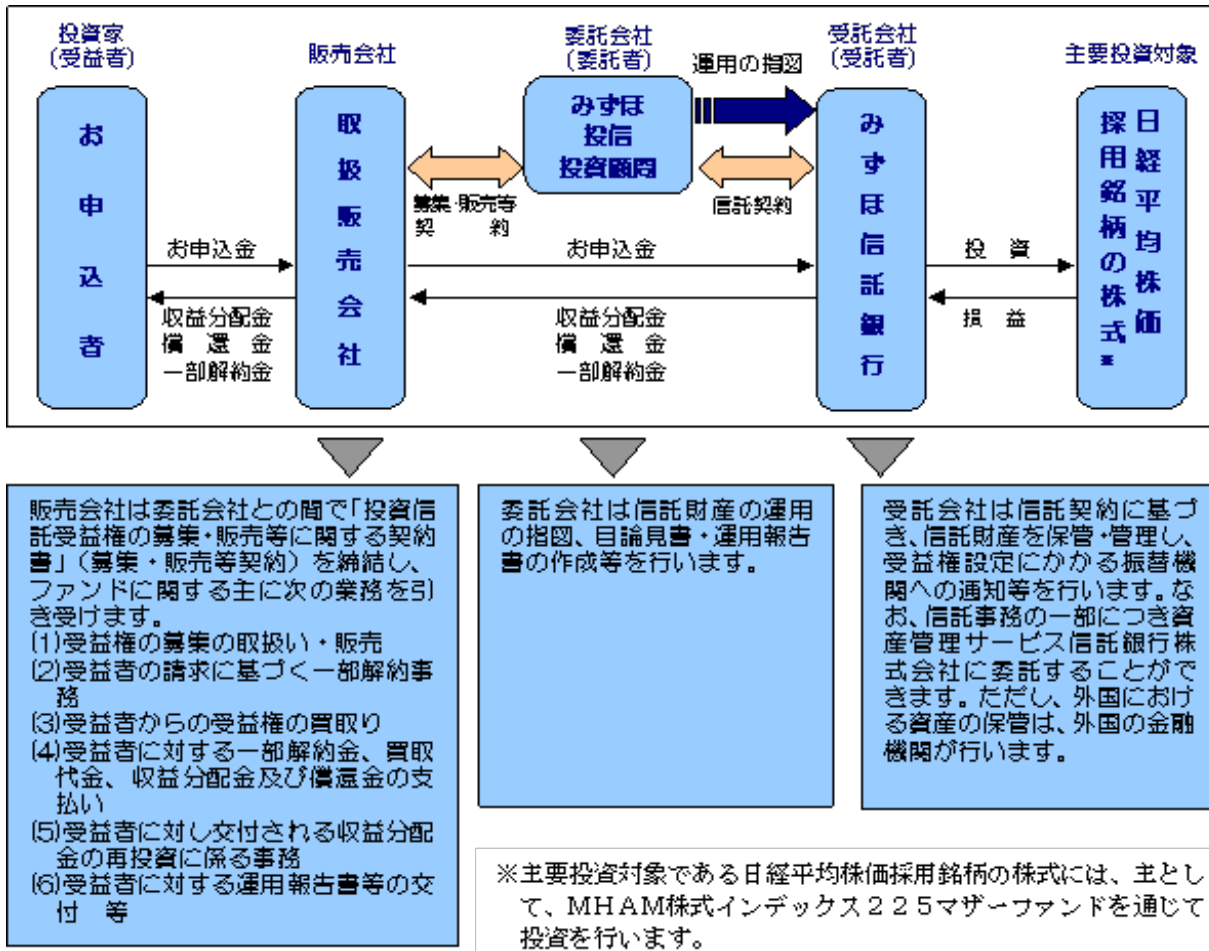 投資家
(受益者)
販売会社
委託会社
(委託者)
運用の指図
受託会社
(受託者)
主要投資対象
お申込者
取扱販売会社
みずほ
投信
投資顧問
みずほ信託銀行
日経平均株価
採用銘柄の株式※
募集・販売等
契 約
信託契約
お申込金
お申込金
投 資
収益分配金
償 還 金
一部解約金
収益分配金
償 還 金
一部解約金
損 益
販売会社は委託会社との間で「投資信
託受益権の募集・販売等に関する契約
書」(募集・販売等契約)を締結し、
ファンドに関する主に次の業務を引
き受けます。
(1)受益権の募集の取扱い・販売
(2)受益者の請求に基づく一部解約事
務
(3)受益者からの受益権の買取り
(4)受益者に対する一部解約金、買取
代金、収益分配金及び償還金の支
払い
(5)受益者に対し交付される収益分配
金の再投資に係る事務
(6)受益者に対する運用報告書等の交
付 等
委託会社は信託財産の運用
の指図、目論見書・運用報告
書の作成等を行います。
受託会社は信託契約に基づ
き、信託財産を保管・管理し、
受益権設定にかかる振替機
関への通知等を行います。な
お、信託事務の一部につき資
産管理サービス信託銀行株
式会社に委託することがで
きます。ただし、外国におけ
る資産の保管は、外国の金融
機関が行います。
※主要投資対象である日経平均株価採用銘柄の株式には、主とし
て、MHAM株式インデックス225マザーファンドを通じて
投資を行います。